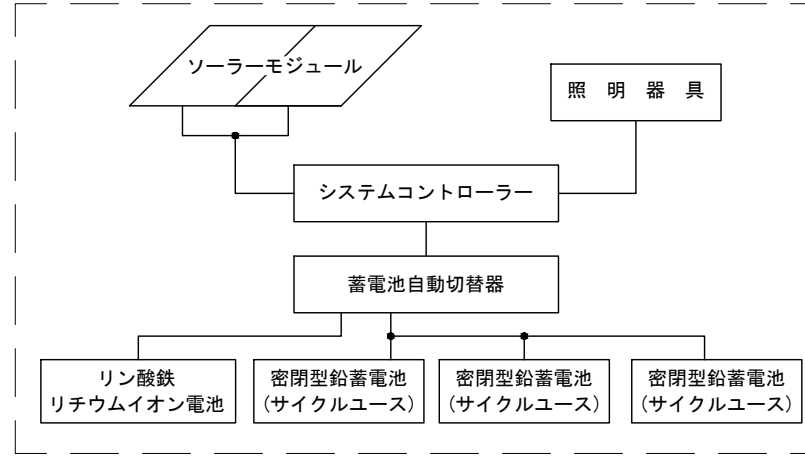 ソーラーモジュール
照 明 器 具
システムコントローラー
蓄電池自動切替器
リン酸鉄
リチウムイオン電池
密閉型鉛蓄電池
(サイクルユース)
密閉型鉛蓄電池
(サイクルユース)
密閉型鉛蓄電池
(サイクルユース)